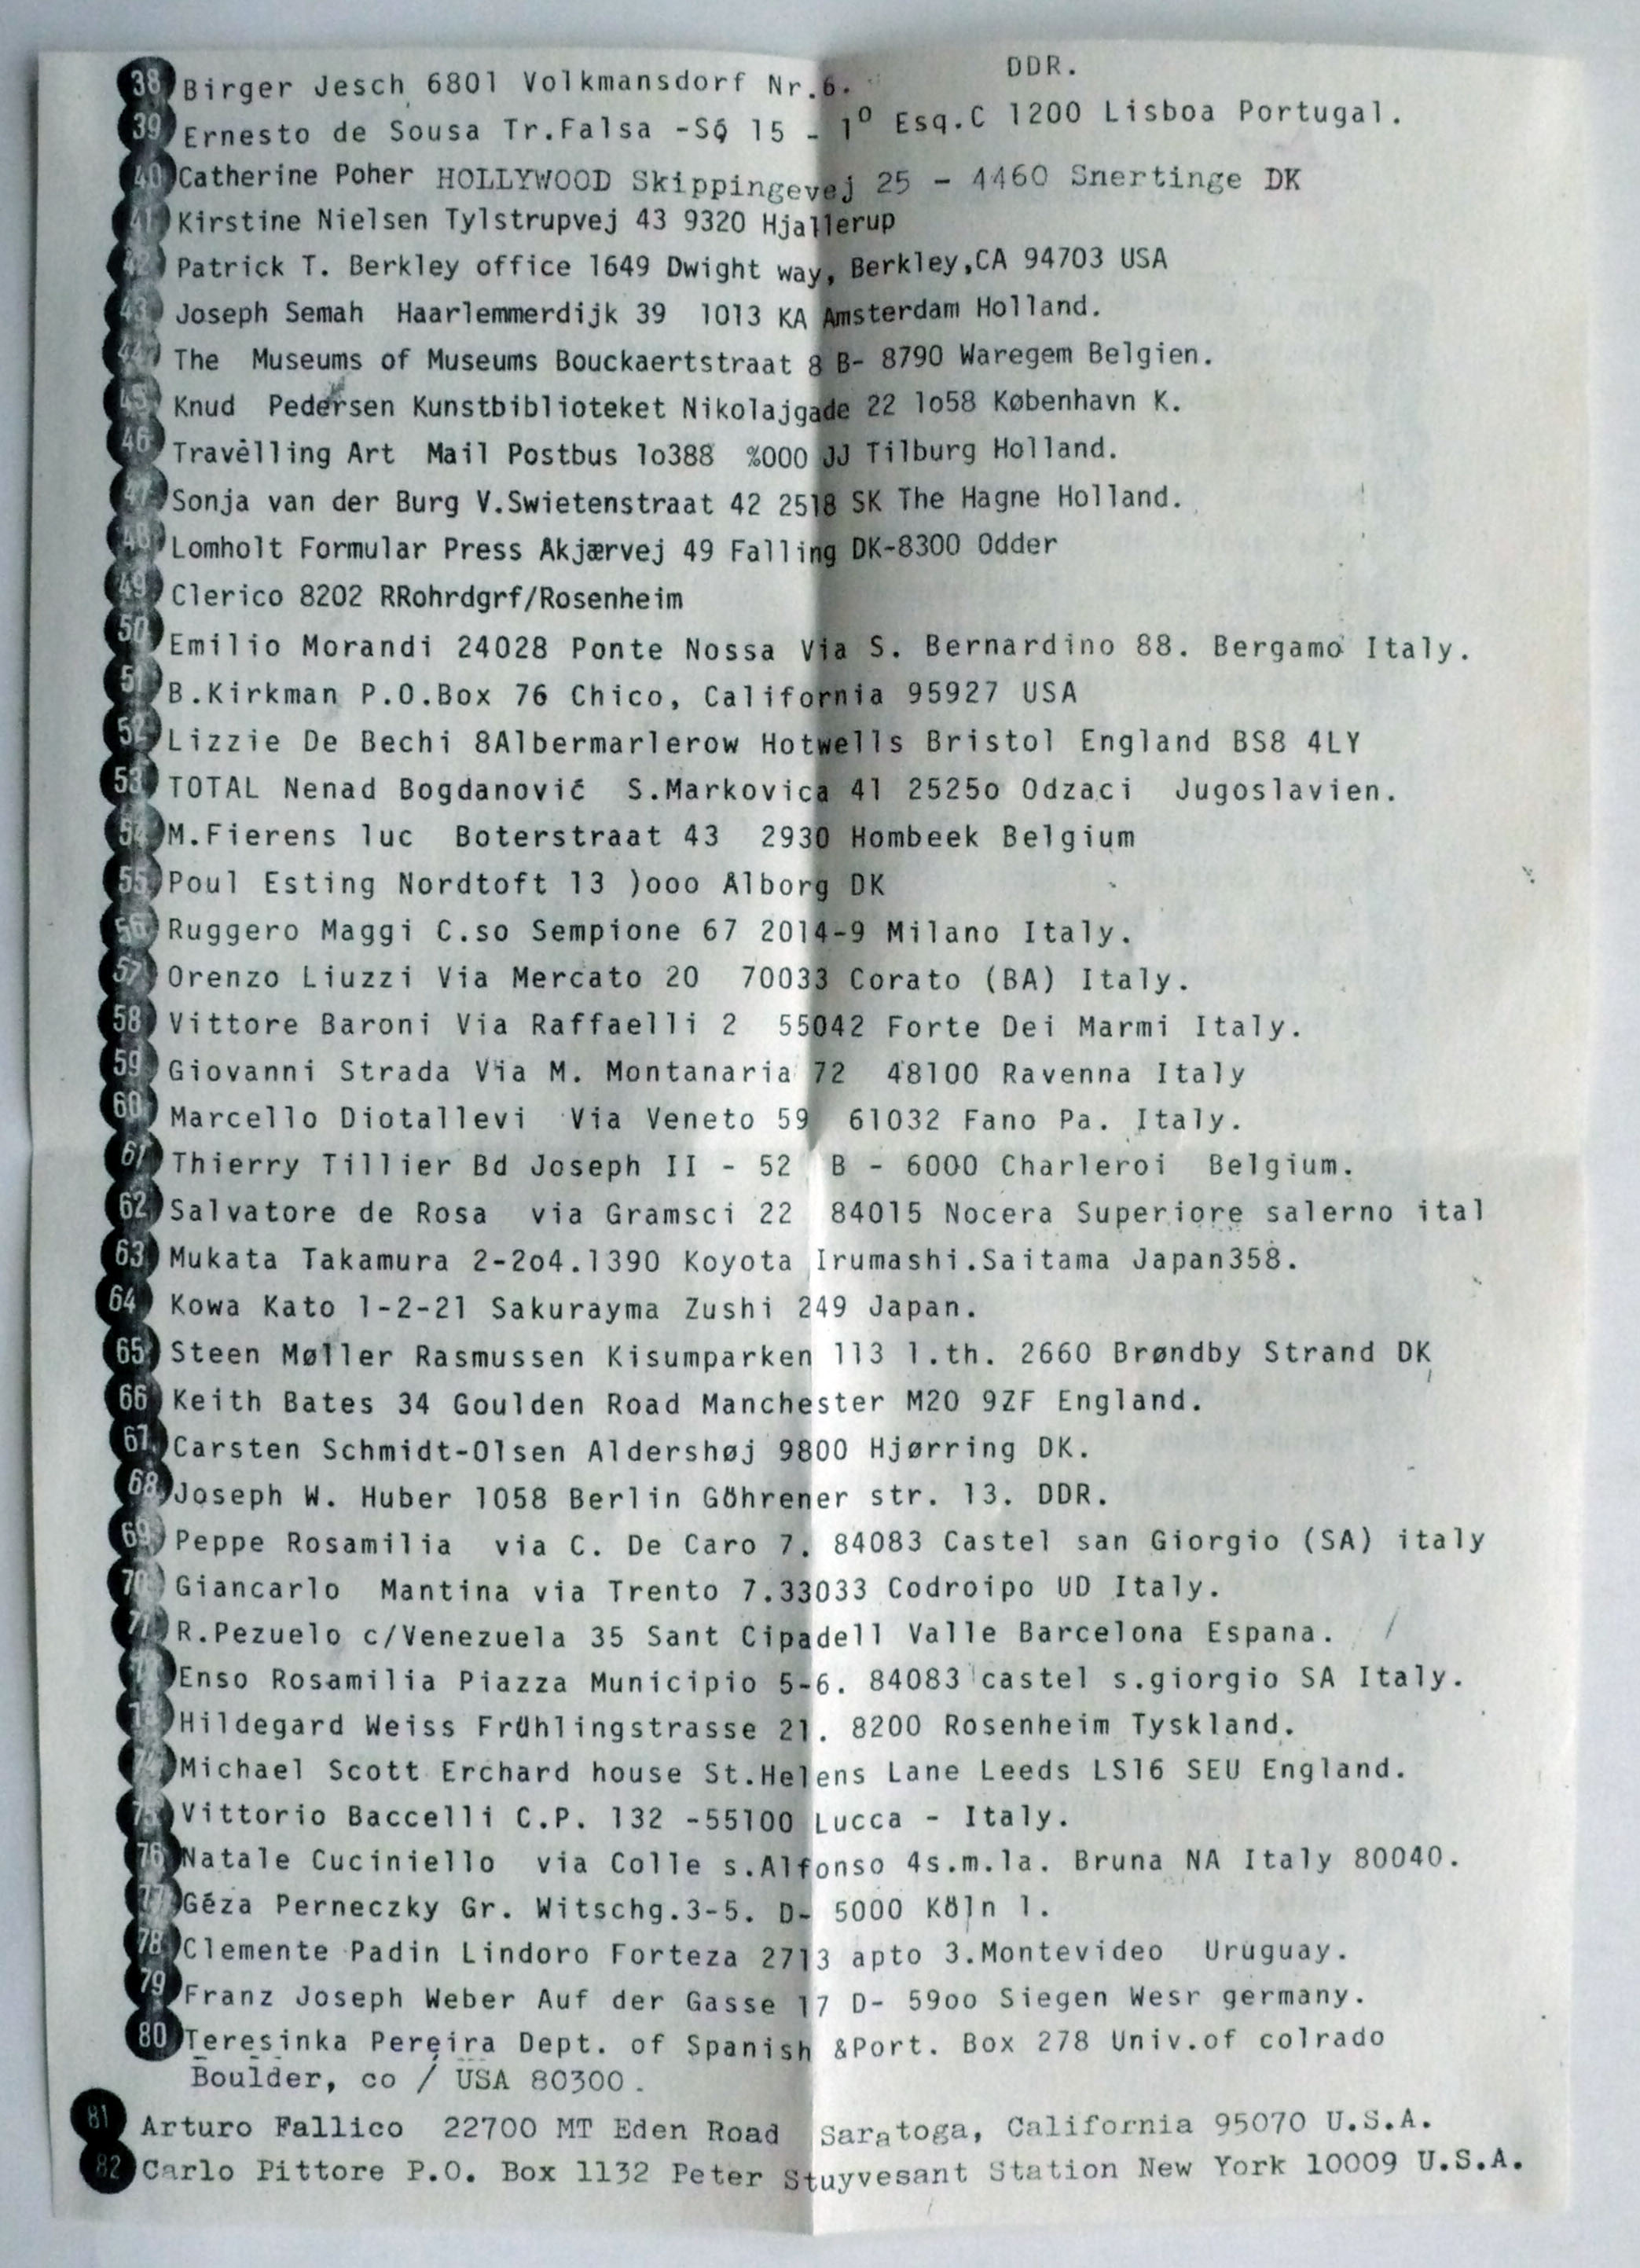 38 Birger Jesch 6801 Volkmansdorf Nr.6. DDR.
39 Ernesto de Sousa Tr.Falsa -Só 15 - 1º Esq.C 1200 Lisboa Portugal.
40 Catherine Poher HOLLYWOOD Skippingevej 25 - 4460 Snertinge DK
41 Kirstine Nielsen Tylstrupvej 43 9320 Hjallerup
42 Patrick T. Berkley office 1649 Dwight way, Berkley,CA 94703 USA
43 Joseph Semah Haarlemmerdijk 39 1013 KA Amsterdam Holland.
44 The Museums of Museums Bouckaertstraat 8 B- 8790 Waregem Belgien.
45 Knud Pedersen Kunstbiblioteket Nikolajgade 22 1o58 København K.
46 Travelling Art Mail Postbus 1o388 %000 JJ Tilburg Holland.
47 Sonja van der Burg V.Swietenstraat 42 2518 SK The Hagne Holland.
48 Lomholt Formular Press Akjærvej 49 Falling DK-8300 Odder
49 Clerico 8202 RRohrdgrf/Rosenheim
50 Emilio Morandi 24028 Ponte Nossa Via S. Bernardino 88. Bergamo Italy.
51 B.Kirkman P.O.Box 76 Chico, California 95927 USA
52 Lizzie De Bechi 8Albermarlerow Hotwells Bristol England BS8 4LY
53 TOTAL Nenad Bogdanović S.Markovica 41 2525o Odzaci Jugoslavien.
54 M.Fierens luc Boterstraat 43 2930 Hombeek Belgium
55 Poul Esting Nordtoft 13 )ooo Alborg DK
56 Ruggero Maggi C.so Sempione 67 2014-9 Milano Italy.
57 Orenzo Liuzzi Via Mercato 20 70033 Corato (BA) Italy.
58 Vittore Baroni Via Raffaelli 2 55042 Forte Dei Marmi Italy.
59 Giovanni Strada Via M. Montanaria 72 48100 Ravenna Italy
60 Marcello Diotallevi Via Veneto 59 61032 Fano Pa. Italy.
61 Thierry Tillier Bd Joseph II - 52 B - 6000 Charleroi Belgium.
62 Salvatore de Rosa via Gramsci 22 84015 Nocera Superiore salerno ital
63 Mukata Takamura 2-2o4.1390 Koyota Irumashi.Saitama Japan358.
64 Kowa Kato 1-2-21 Sakurayma Zushi 249 Japan.
65 Steen Møller Rasmussen Kisumparken 113 1.th. 2660 Brøndby Strand DK
66 Keith Bates 34 Goulden Road Manchester M20 9ZF England.
67 Carsten Schmidt-Olsen Aldershøj 9800 Hjørring DK.
68 Joseph W. Huber 1058 Berlin Göhrener str. 13. DDR.
69 Peppe Rosamilia via C. De Caro 7. 84083 Castel san Giorgio (SA) italy
70 Giancarlo Mantina via Trento 7.33033 Codroipo UD Italy.
71 R.Pezuelo c/Venezuela 35 Sant Cipadell Valle Barcelona Espana.
Enso Rosamilia Piazza Municipio 5-6. 84083 castel s.giorgio SA Italy.
Hildegard Weiss Frühlingstrasse 21. 8200 Rosenheim Tyskland.
Michael Scott Erchard house St.Helens Lane Leeds LS16 SEU England.
75 Vittorio Baccelli C.P. 132 -55100 Lucca - Italy.
76 Natale Cuciniello via Colle s.Alfonso 4s.m.la. Bruna NA Italy 80040.
77 Géza Perneczky Gr. Witschg.3-5. D- 5000 Köln 1.
78 Clemente Padin Lindoro Forteza 2713 apto 3.Montevideo Uruguay.
79 Franz Joseph Weber Auf der Gasse 17 D- 59oo Siegen Wesr germany.
80 Teresinka Pereira Dept. of Spanish &Port. Box 278 Univ.of colrado
Boulder, co / USA 80300.
81 Arturo Fallico 22700 MT Eden Road Saratoga, California 95070 U.S.A.
82 Carlo Pittore P.O. Box 1132 Peter Stuyvesant Station New York 10009 U.S.A.